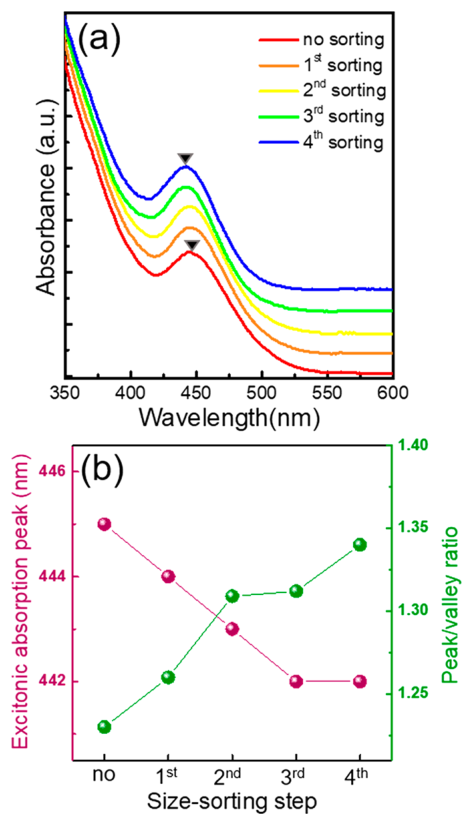 (a)
no sorting
1st sorting
2nd sorting
3rd sorting
4th sorting
Absorbance (a.u.)
350 400 450 500 550 600
Wavelength(nm)
(b)
Excitonic absorption peak (nm)
446
444
442
1.40
1.35
1.30
1.25
Peak/valley ratio
no 1st 2nd 3rd 4th
Size-sorting step